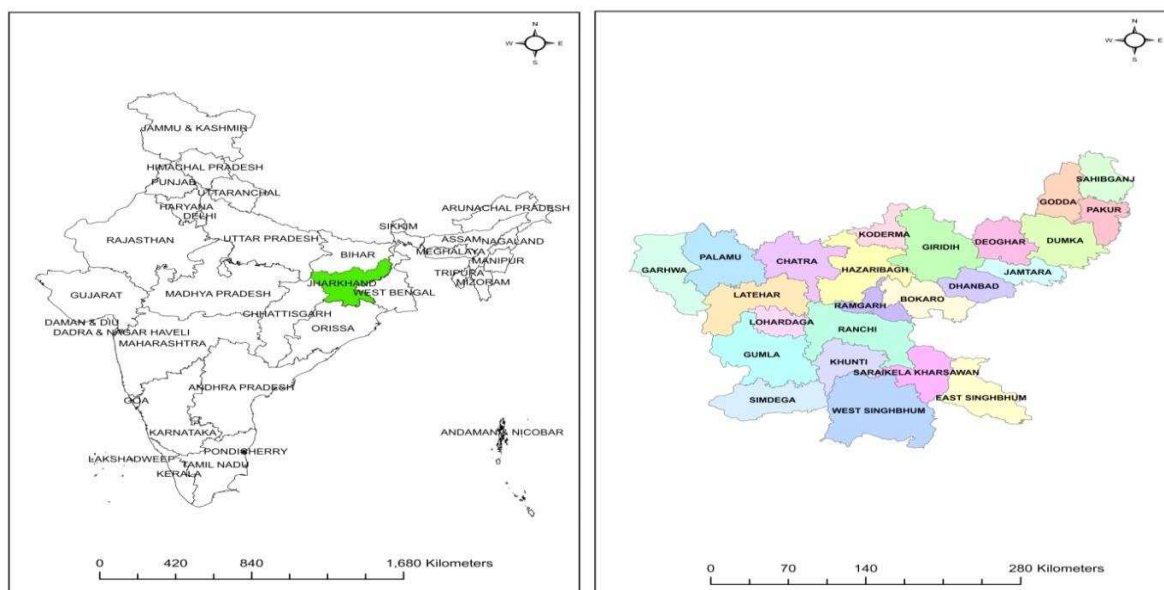 N
W E
S
JAMMU & KASHMIR
HIMACHAL PRADESH
PUNJAB
UTTARANCHAL
HARYANA
DELHI
ARUNACHAL PRADESH
SIKKIM
RAJASTHAN
UTTAR PRADESH
ASSAM
NAGALAND
BIHAR
MEGHALAYA
MANIPUR
TRIPURA
MIZORAM
JHARKHAND
WEST BENGAL
GUJARAT
MADHYA PRADESH
CHHATTISGARH
DAMAN & DIU
ORISSA
DADRA & NAGAR HAVELI
MAHARASHTRA
ANDHRA PRADESH
GOA
KARNATAKA
ANDAMAN & NICOBAR
PONDICHERRY
LAKSHADWEEP
TAMIL NADU
KERALA
0 420 840 1,680 Kilometers
N
W E
S
SAHIBGANJ
GODDA
PAKUR
KODERMA
GIRIDIH
DEOGHAR
DUMKA
PALAMU
CHATRA
GARHWA
HAZARIBAGH
JAMTARA
DHANBAD
LATEHAR
BOKARO
RAMGARH
LOHARDAGA
RANCHI
GUMLA
KHUNTI
SARAIKELA KHARSAWAN
SIMDEGA
EAST SINGHBHUM
WEST SINGHBHUM
0 70 140 280 Kilometers